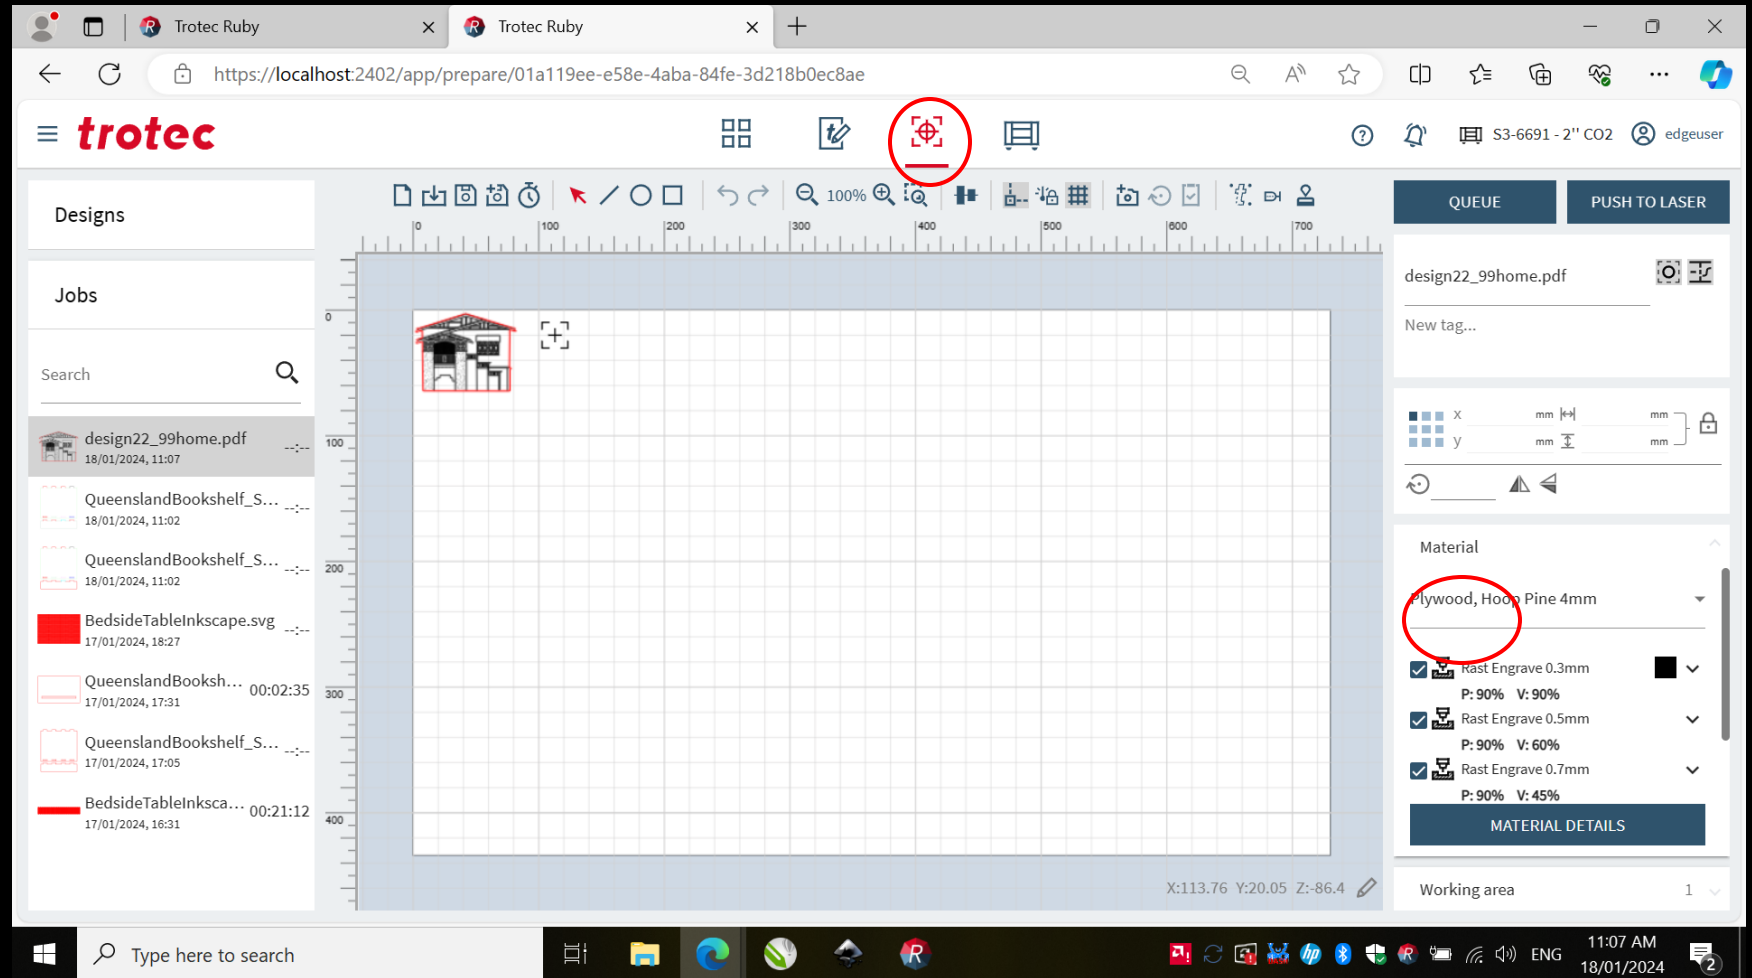 Trotec Ruby
Trotec Ruby
https://localhost:2402/app/prepare/01a119ee-e58e-4aba-84fe-3d218b0ec8ae
trotec
S3-6691 - 2'' CO2
edgeuser
Designs
Jobs
Search
design22_99home.pdf
18/01/2024, 11:07
--:--
QueenslandBookshelf_S...
18/01/2024, 11:02
--:--
QueenslandBookshelf_S...
18/01/2024, 11:02
--:--
BedsideTableInkscape.svg
17/01/2024, 18:27
--:--
QueenslandBooksh...
17/01/2024, 17:31
00:02:35
QueenslandBookshelf_S...
17/01/2024, 17:05
--:--
BedsideTableInksca...
17/01/2024, 16:31
00:21:12
100%
0 100 200 300 400 500 600 700
0
100
200
300
400
X:113.76 Y:20.05 Z:-86.4
QUEUE
PUSH TO LASER
design22_99home.pdf
New tag...
x mm mm
y mm mm
Material
Plywood, Hoop Pine 4mm
Rast Engrave 0.3mm
P: 90% V: 90%
Rast Engrave 0.5mm
P: 90% V: 60%
Rast Engrave 0.7mm
P: 90% V: 45%
MATERIAL DETAILS
Working area 1
Type here to search
ENG
11:07 AM
18/01/2024
2